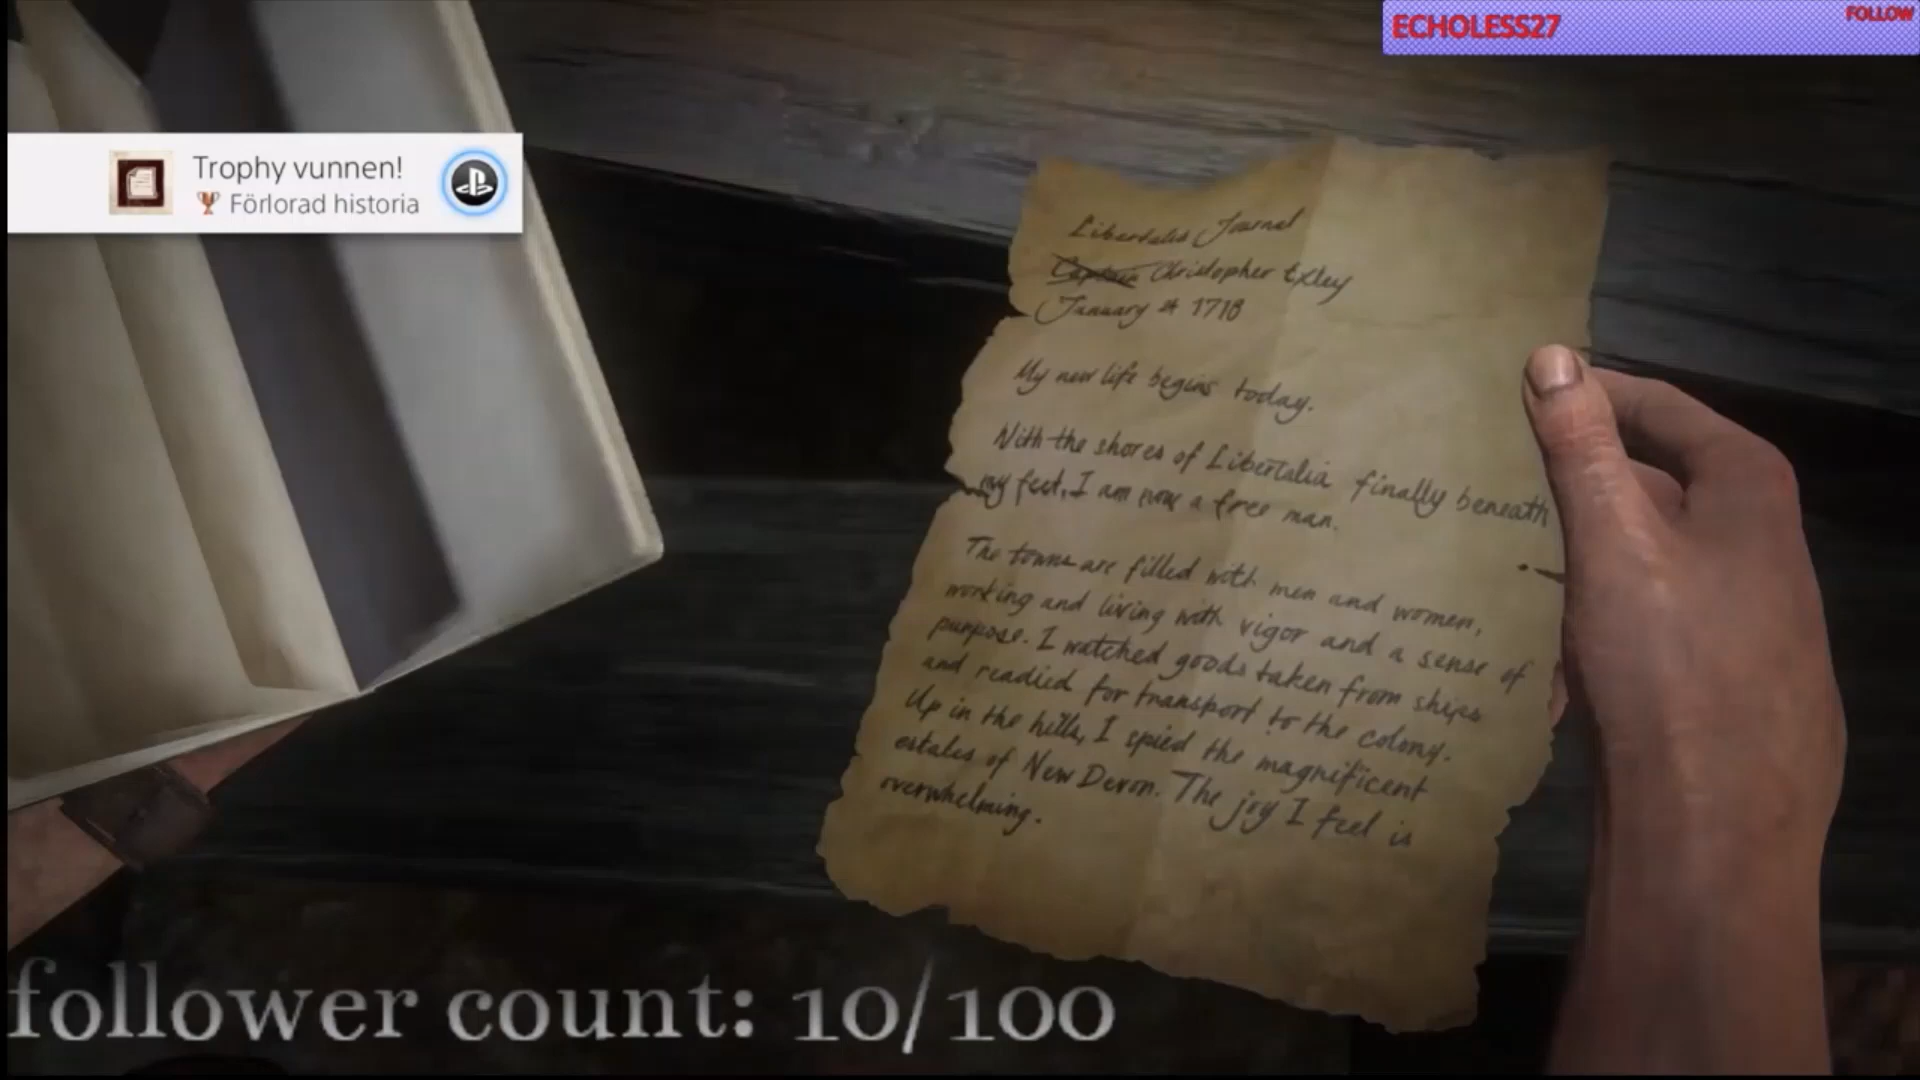 ECHOLESS27
FOLLOW
Trophy vunnen!
Förlorad historia
Libertalia Journal
Captain Christopher Exley
January 4 1718
My new life begins today.
With the shores of Libertalia finally beneath
my feet, I am now a free man.
The towns are filled with men and women,
working and living with vigor and a sense of
purpose. I watched goods taken from ships
and readied for transport to the colony.
Up in the hills, I spied the magnificent
estates of New Devon. The joy I feel is
overwhelming.
follower count: 10/100